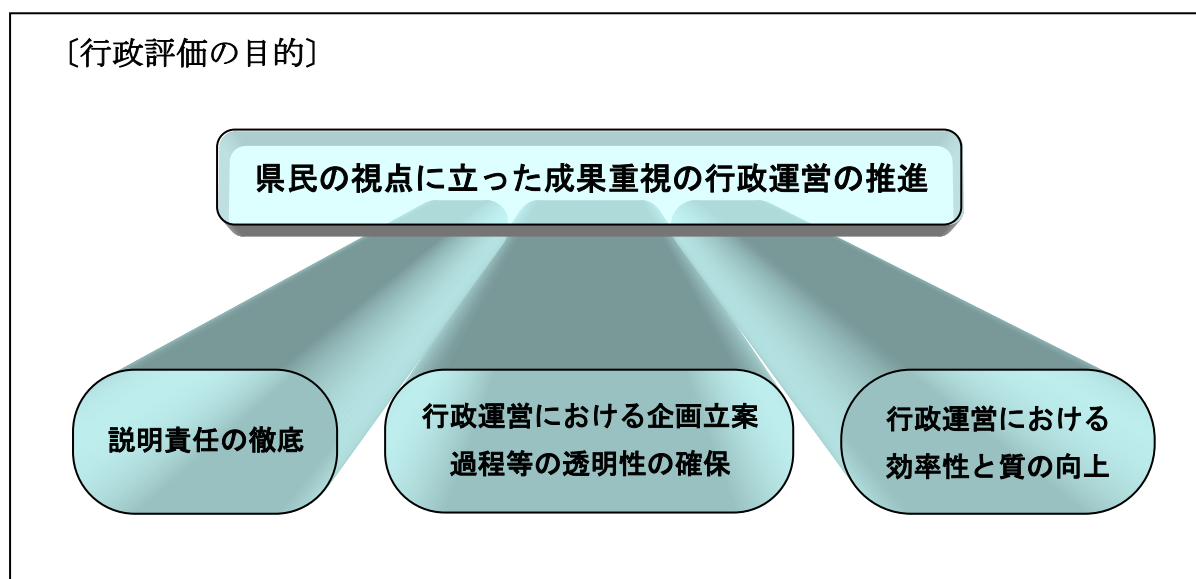 〔行政評価の目的〕
県民の視点に立った成果重視の行政運営の推進
説明責任の徹底
行政運営における企画立案
過程等の透明性の確保
行政運営における
効率性と質の向上